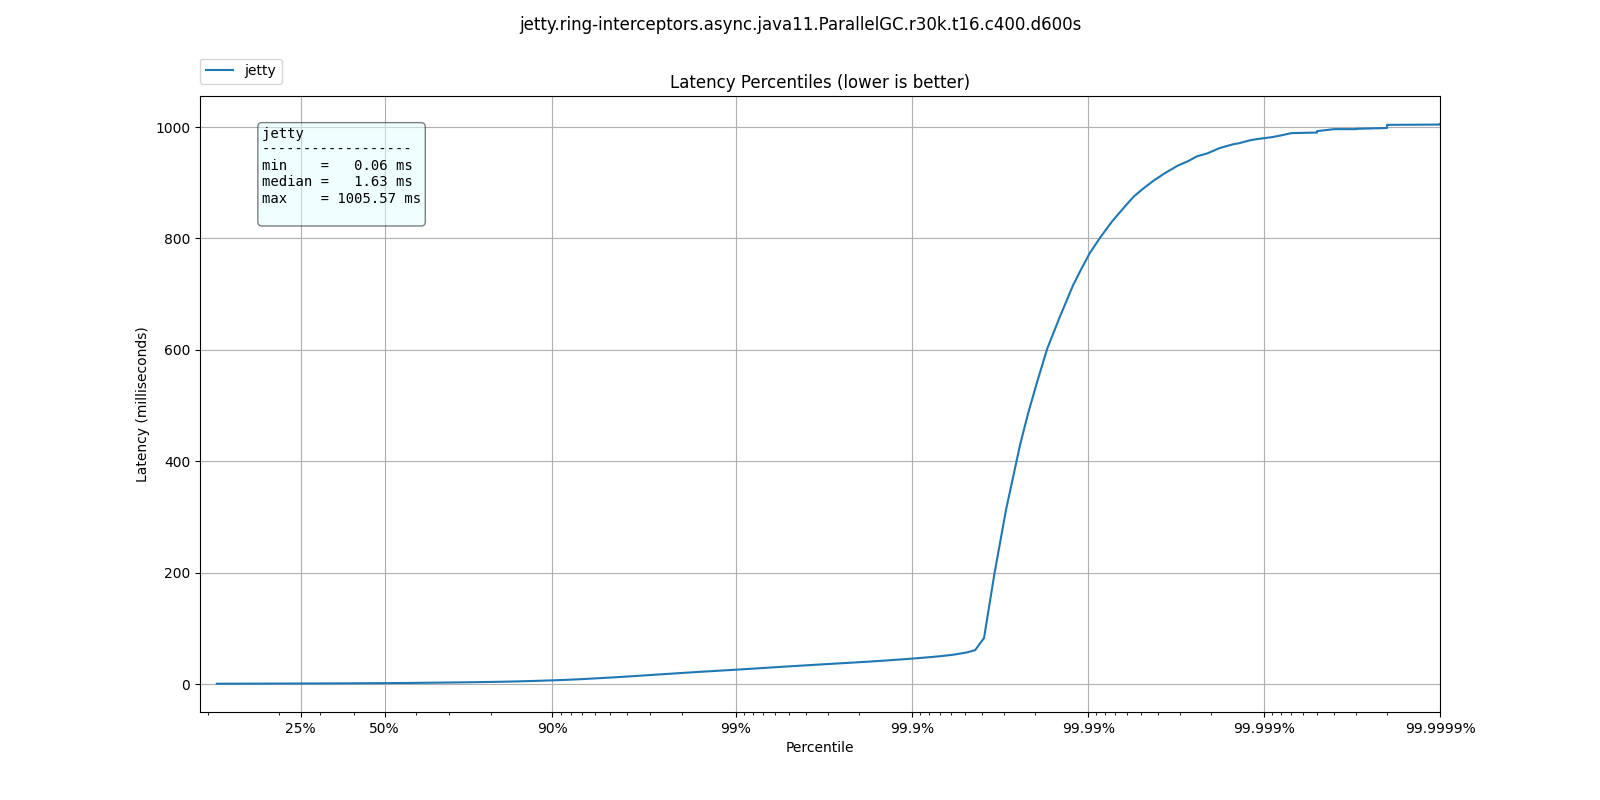 jetty.ring-interceptors.async.java11.ParallelGC.r30k.t16.c400.d600s
jetty
Latency Percentiles (lower is better)
jetty
------------------
min    =   0.06 ms
median =   1.63 ms
max    = 1005.57 ms
1000
800
600
400
200
0
Latency (milliseconds)
25% 50% 90% 99% 99.9% 99.99% 99.999% 99.9999%
Percentile